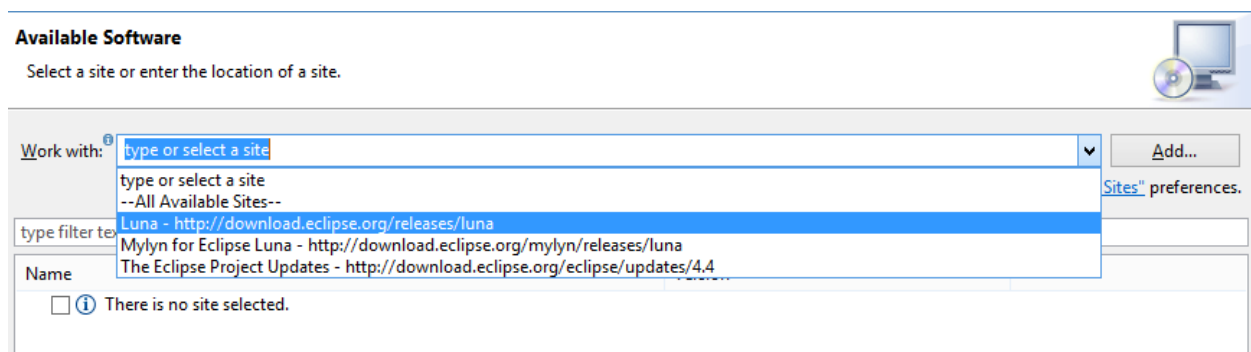 Available Software
Select a site or enter the location of a site.
Work with: type or select a site Add...
type or select a site
--All Available Sites--
Sites" preferences.
Luna - http://download.eclipse.org/releases/luna
type filter te
Mylyn for Eclipse Luna - http://download.eclipse.org/mylyn/releases/luna
The Eclipse Project Updates - http://download.eclipse.org/eclipse/updates/4.4
Name
There is no site selected.